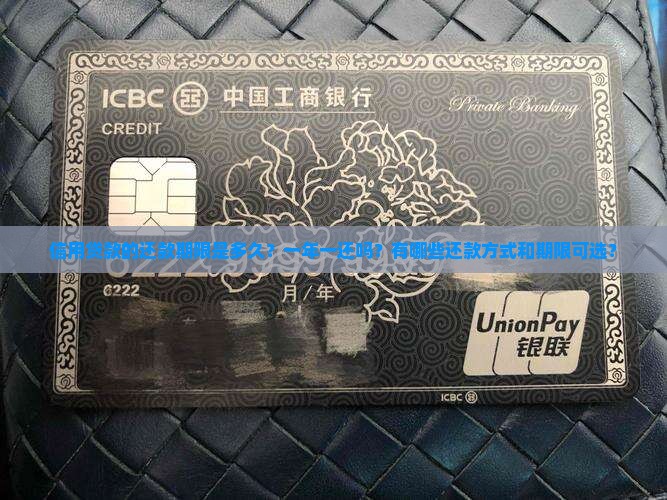 ICBC 中国工商银行
Private Banking
CREDIT
信用贷款的还款期限是多久？一年一还吗？有哪些还款方式和期限可选？
6222
月/年
UnionPay
银联
ICBC